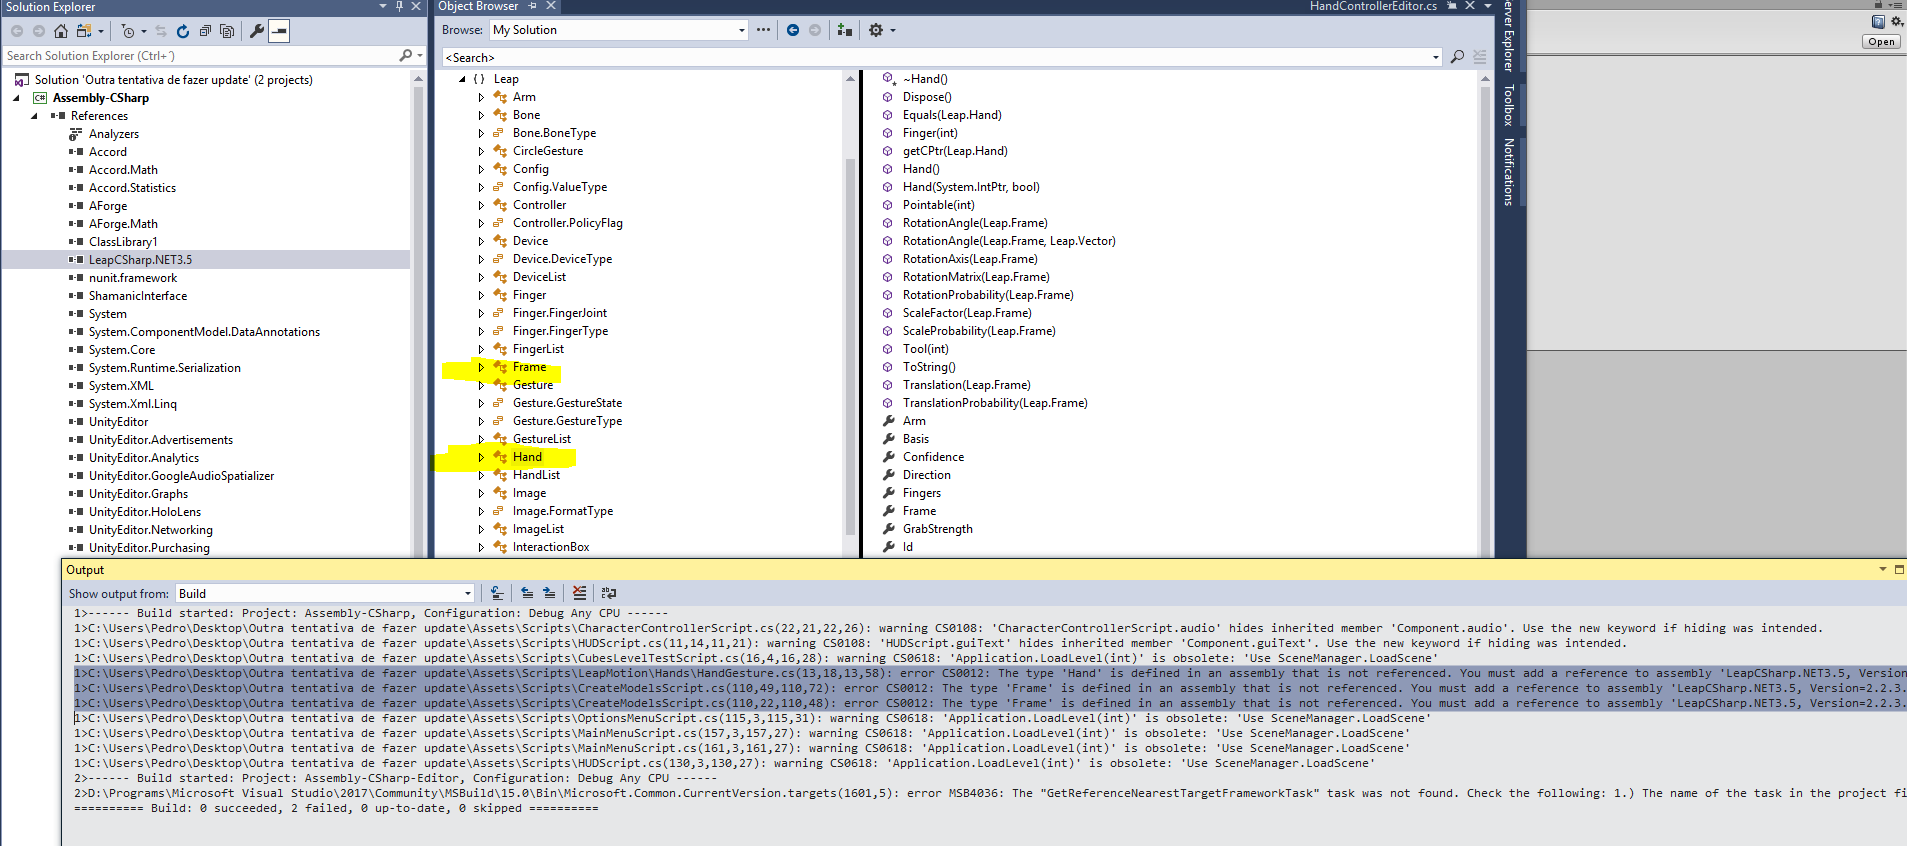 Solution Explorer
Search Solution Explorer (Ctrl+´)
Solution 'Outra tentativa de fazer update' (2 projects)
C# Assembly-CSharp
References
Analyzers
Accord
Accord.Math
Accord.Statistics
AForge
AForge.Math
ClassLibrary1
LeapCSharp.NET3.5
nunit.framework
ShamanicInterface
System
System.ComponentModel.DataAnnotations
System.Core
System.Runtime.Serialization
System.XML
System.Xml.Linq
UnityEditor
UnityEditor.Advertisements
UnityEditor.Analytics
UnityEditor.GoogleAudioSpatializer
UnityEditor.Graphs
UnityEditor.HoloLens
UnityEditor.Networking
UnityEditor.Purchasing
Object Browser
HandControllerEditor.cs
Browse: My Solution
<Search>
{ } Leap
Arm
Bone
Bone.BoneType
CircleGesture
Config
Config.ValueType
Controller
Controller.PolicyFlag
Device
Device.DeviceType
DeviceList
Finger
Finger.FingerJoint
Finger.FingerType
FingerList
Frame
Gesture
Gesture.GestureState
Gesture.GestureType
GestureList
Hand
HandList
Image
Image.FormatType
ImageList
InteractionBox
~Hand()
Dispose()
Equals(Leap.Hand)
Finger(int)
getCPtr(Leap.Hand)
Hand()
Hand(System.IntPtr, bool)
Pointable(int)
RotationAngle(Leap.Frame)
RotationAngle(Leap.Frame, Leap.Vector)
RotationAxis(Leap.Frame)
RotationMatrix(Leap.Frame)
RotationProbability(Leap.Frame)
ScaleFactor(Leap.Frame)
ScaleProbability(Leap.Frame)
Tool(int)
ToString()
Translation(Leap.Frame)
TranslationProbability(Leap.Frame)
Arm
Basis
Confidence
Direction
Fingers
Frame
GrabStrength
Id
erver Explorer
Toolbox
Notifications
Open
Output
Show output from: Build
1>------ Build started: Project: Assembly-CSharp, Configuration: Debug Any CPU ------
1>C:\Users\Pedro\Desktop\Outra tentativa de fazer update\Assets\Scripts\CharacterControllerScript.cs(22,21,22,26): warning CS0108: 'CharacterControllerScript.audio' hides inherited member 'Component.audio'. Use the new keyword if hiding was intended.
1>C:\Users\Pedro\Desktop\Outra tentativa de fazer update\Assets\Scripts\HUDScript.cs(11,14,11,21): warning CS0108: 'HUDScript.guiText' hides inherited member 'Component.guiText'. Use the new keyword if hiding was intended.
1>C:\Users\Pedro\Desktop\Outra tentativa de fazer update\Assets\Scripts\CubesLevelTestScript.cs(16,4,16,28): warning CS0618: 'Application.LoadLevel(int)' is obsolete: 'Use SceneManager.LoadScene'
1>C:\Users\Pedro\Desktop\Outra tentativa de fazer update\Assets\Scripts\LeapMotion\Hands\HandGesture.cs(13,18,13,58): error CS0012: The type 'Hand' is defined in an assembly that is not referenced. You must add a reference to assembly 'LeapCSharp.NET3.5, Version
1>C:\Users\Pedro\Desktop\Outra tentativa de fazer update\Assets\Scripts\CreateModelsScript.cs(110,49,110,72): error CS0012: The type 'Frame' is defined in an assembly that is not referenced. You must add a reference to assembly 'LeapCSharp.NET3.5, Version=2.2.3.
1>C:\Users\Pedro\Desktop\Outra tentativa de fazer update\Assets\Scripts\CreateModelsScript.cs(110,22,110,48): error CS0012: The type 'Frame' is defined in an assembly that is not referenced. You must add a reference to assembly 'LeapCSharp.NET3.5, Version=2.2.3.
1>C:\Users\Pedro\Desktop\Outra tentativa de fazer update\Assets\Scripts\OptionsMenuScript.cs(115,3,115,31): warning CS0618: 'Application.LoadLevel(int)' is obsolete: 'Use SceneManager.LoadScene'
1>C:\Users\Pedro\Desktop\Outra tentativa de fazer update\Assets\Scripts\MainMenuScript.cs(157,3,157,27): warning CS0618: 'Application.LoadLevel(int)' is obsolete: 'Use SceneManager.LoadScene'
1>C:\Users\Pedro\Desktop\Outra tentativa de fazer update\Assets\Scripts\MainMenuScript.cs(161,3,161,27): warning CS0618: 'Application.LoadLevel(int)' is obsolete: 'Use SceneManager.LoadScene'
1>C:\Users\Pedro\Desktop\Outra tentativa de fazer update\Assets\Scripts\HUDScript.cs(130,3,130,27): warning CS0618: 'Application.LoadLevel(int)' is obsolete: 'Use SceneManager.LoadScene'
2>------ Build started: Project: Assembly-CSharp-Editor, Configuration: Debug Any CPU ------
2>D:\Programs\Microsoft Visual Studio\2017\Community\MSBuild\15.0\Bin\Microsoft.Common.CurrentVersion.targets(1601,5): error MSB4036: The "GetReferenceNearestTargetFrameworkTask" task was not found. Check the following: 1.) The name of the task in the project fi
========== Build: 0 succeeded, 2 failed, 0 up-to-date, 0 skipped ==========